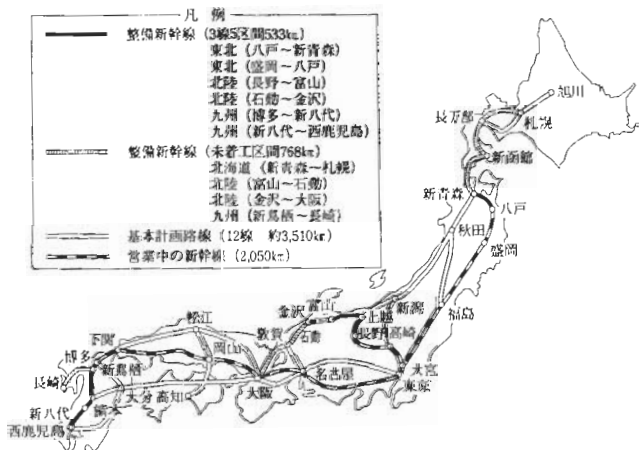 凡例
整備新幹線（3線5区間533km）
東北（八戸～新青森）
東北（盛岡～八戸）
北陸（長野～富山）
北陸（石動～金沢）
九州（博多～新八代）
九州（新八代～西鹿児島）
整備新幹線（未着工区間768km）
北海道（新青森～札幌）
北陸（富山～石動）
北陸（金沢～大阪）
九州（新鳥栖～長崎）
基本計画路線（12線 約3,510km）
営業中の新幹線（2,050km）
旭川
長万部
札幌
新函館
新青森
八戸
秋田
盛岡
新潟
福島
富山
金沢
上越
石動
長野
高崎
松江
敦賀
下関
岡山
博多
新鳥栖
名古屋
大宮
東京
長崎
大阪
大分
高知
新八代
熊本
西鹿児島